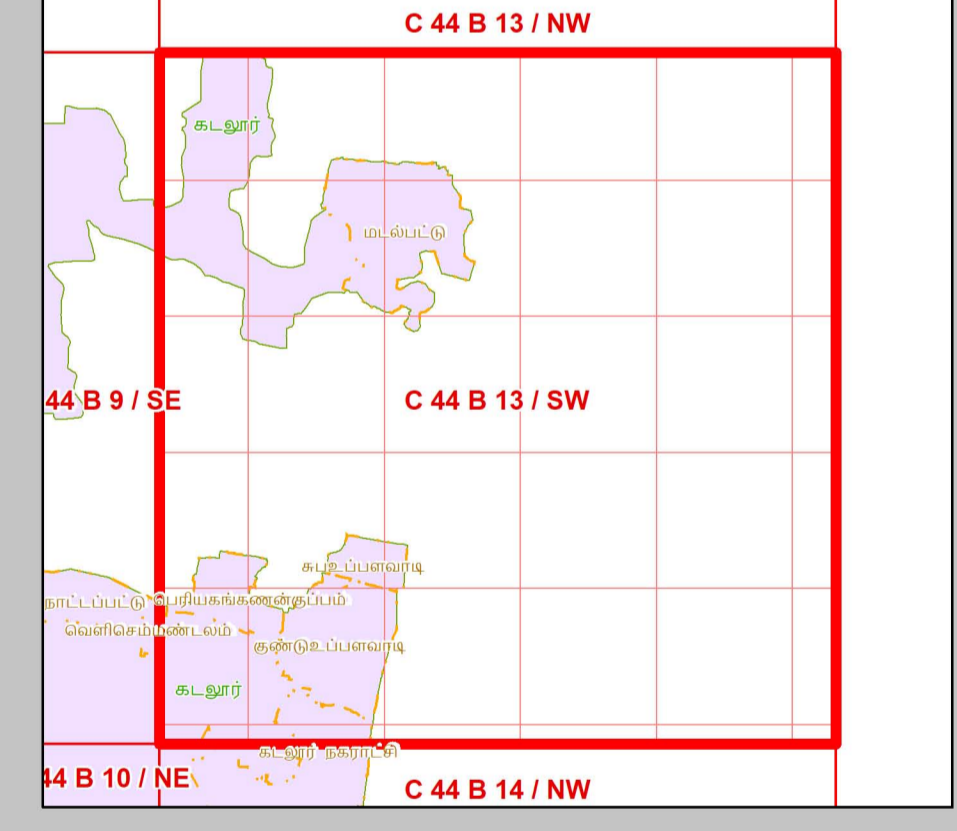 C 44 B 13 / NW
கடலூர்
மடல்பட்டு
44 B 9 / SE
C 44 B 13 / SW
சுபஉப்பளவாடி
நாட்டப்பட்டு
பெரியகங்கணன்குப்பம்
வெளிசெம்மண்டலம்
குண்டுஉப்பளவாடி
கடலூர்
கடலூர் நகராட்சி
44 B 10 / NE
C 44 B 14 / NW